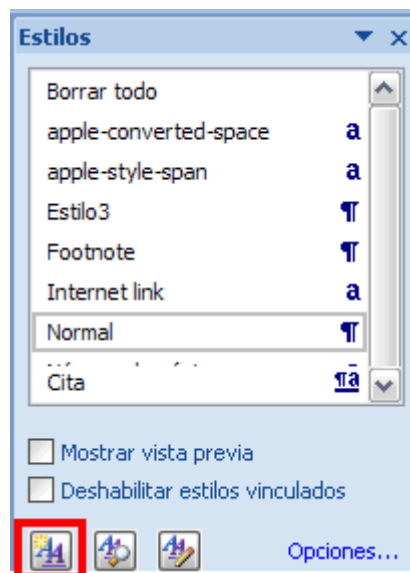 Estilos
Borrar todo
apple-converted-space a
apple-style-span a
Estilo3 ¶
Footnote ¶
Internet link a
Normal ¶
Cita ¶a
Mostrar vista previa
Deshabilitar estilos vinculados
Opciones...